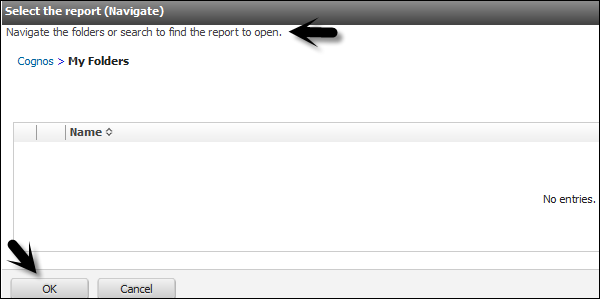 Select the report (Navigate)
Navigate the folders or search to find the report to open.
Cognos > My Folders
Name
No entries.
OK Cancel